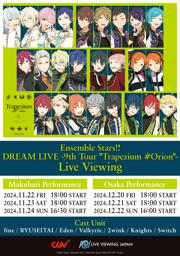 Trapezium
Ensemble Stars!!
DREAM LIVE -9th Tour "Trapezium #Orion"-
Live Viewing
Makuhari Performance
2024.11.22 FRI 18:00 START
2024.11.23 SAT 18:00 START
2024.11.24 SUN 16:30 START
Osaka Performance
2024.12.20 FRI 18:00 START
2024.12.21 SAT 18:00 START
2024.12.22 SUN 16:00 START
Cast Unit
fine / RYUSEITAI / Eden / Valkyrie / 2wink / Knights / Switch
CGV
LIVE VIEWING JAPAN